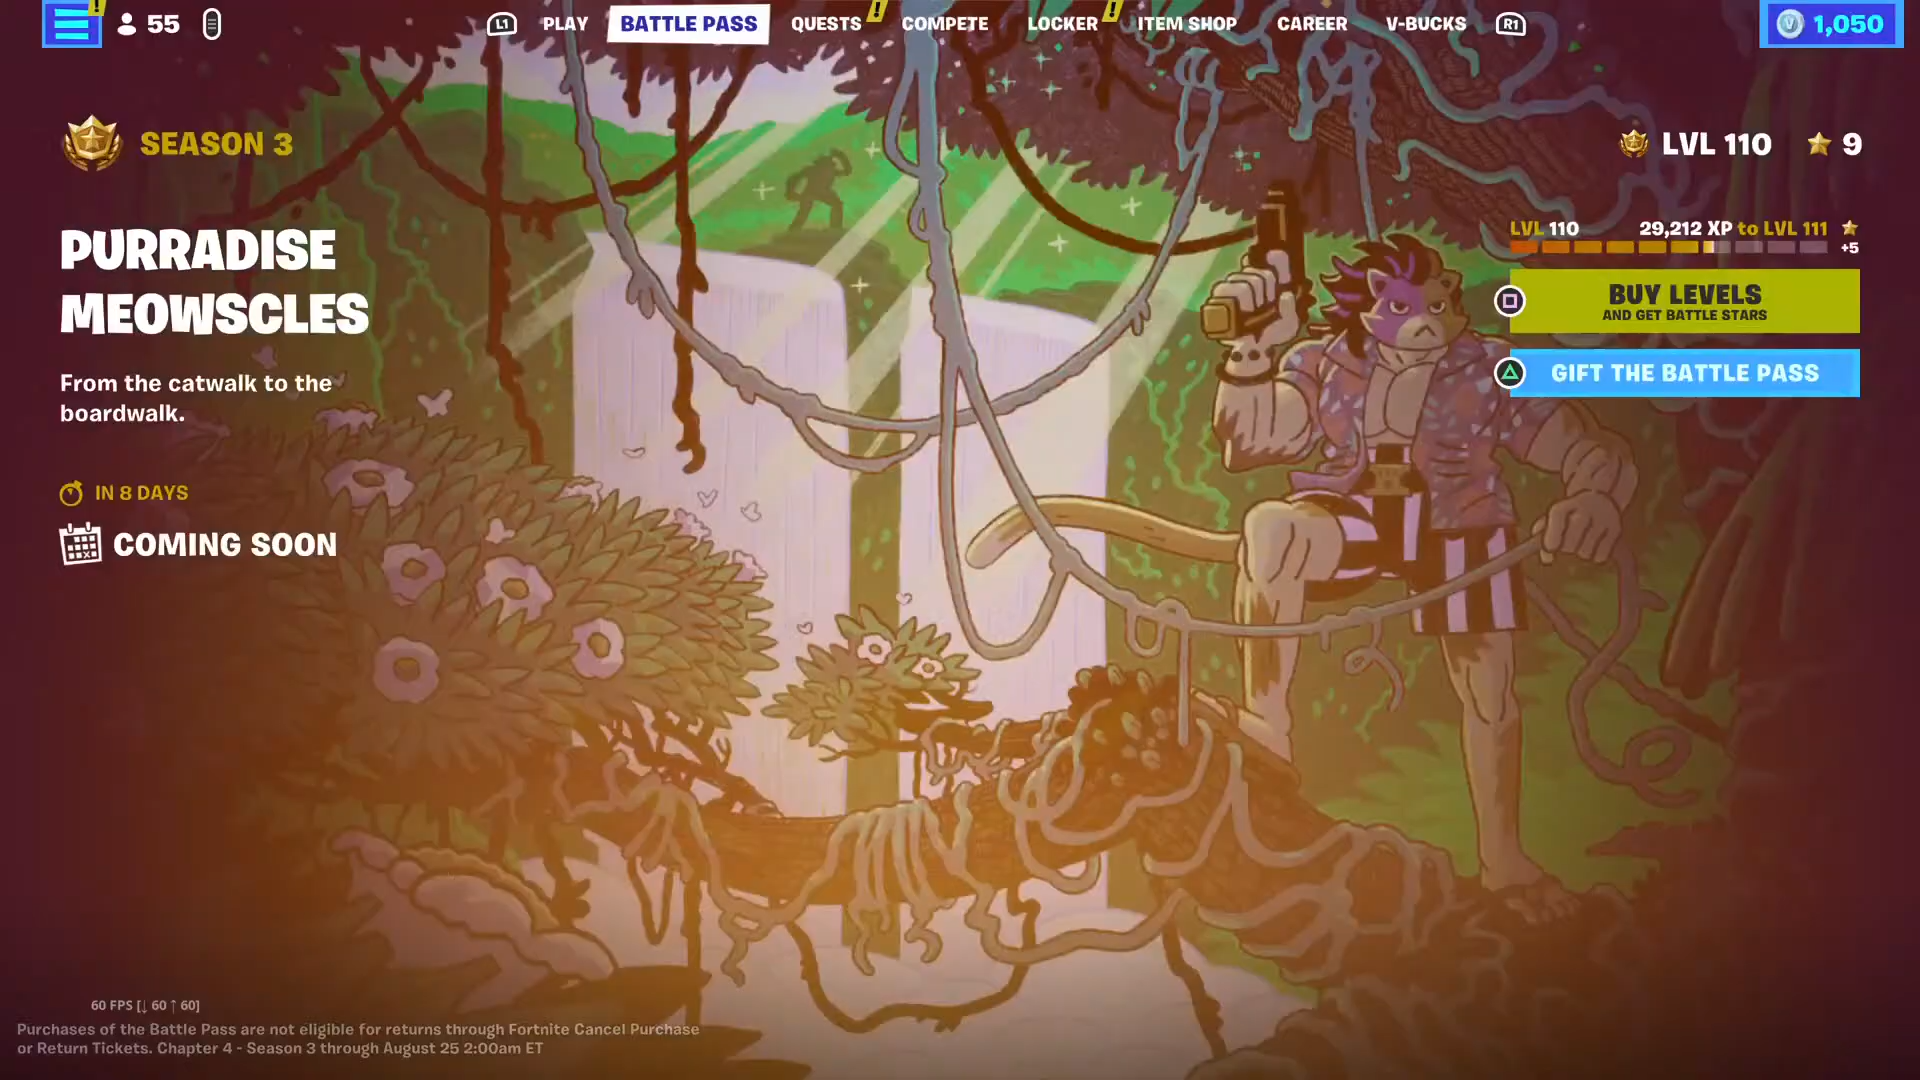 !
55
L1
PLAY
BATTLE PASS
QUESTS
!
COMPETE
LOCKER
!
ITEM SHOP
CAREER
V-BUCKS
R1
V
1,050
SEASON 3
LVL 110
9
PURRADISE
MEOWSCLES
From the catwalk to the
boardwalk.
IN 8 DAYS
COMING SOON
LVL 110
29,212 XP to LVL 111
+5
BUY LEVELS
AND GET BATTLE STARS
GIFT THE BATTLE PASS
60 FPS [↓ 60 ↑ 60]
Purchases of the Battle Pass are not eligible for returns through Fortnite Cancel Purchase
or Return Tickets. Chapter 4 - Season 3 through August 25 2:00am ET